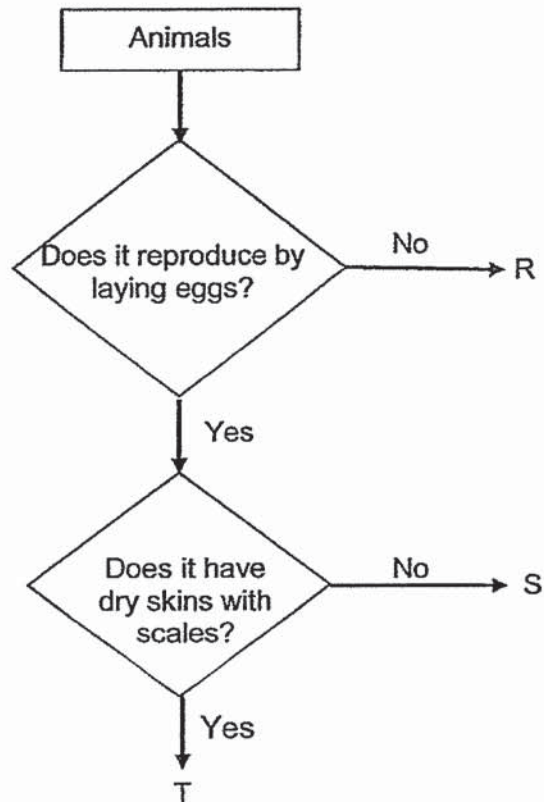 Animals
Does it reproduce by
laying eggs?
No
R
Yes
Does it have
dry skins with
scales?
No
S
Yes
T